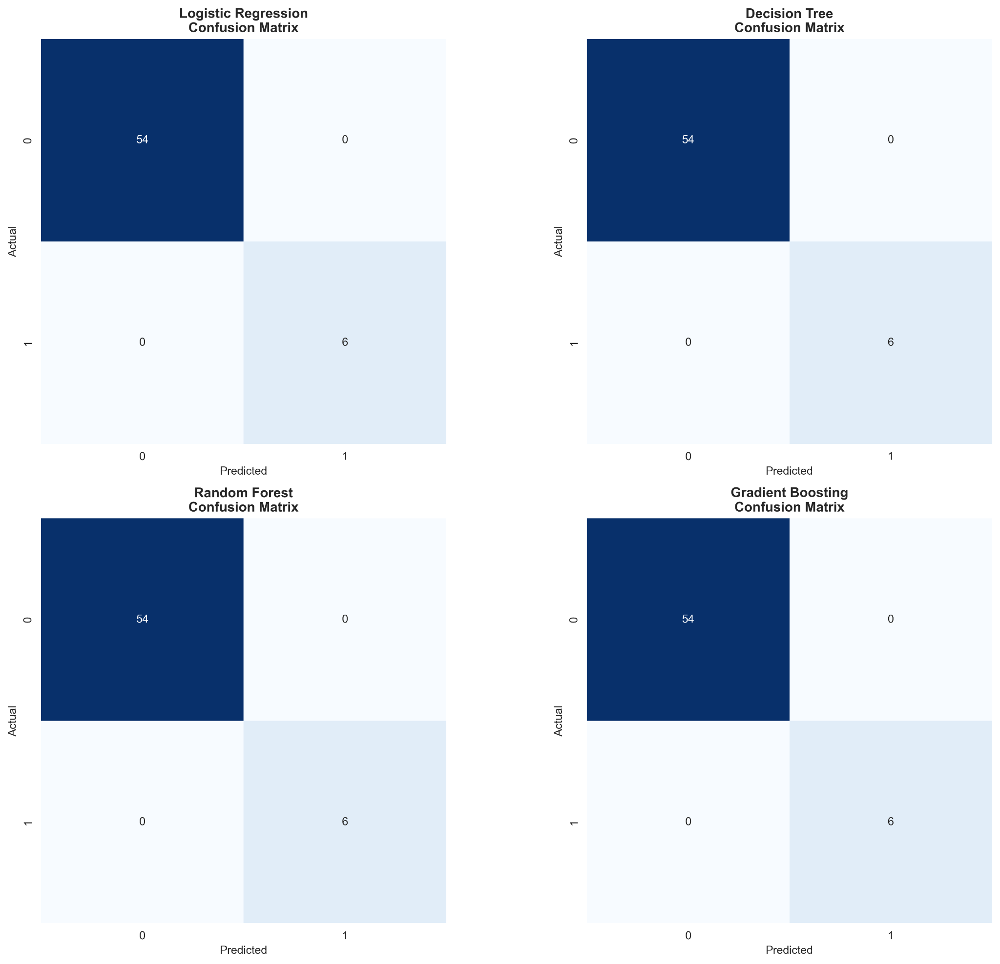 Logistic Regression
Confusion Matrix
0
54
0
Actual
1
0
6
0
1
Predicted
Decision Tree
Confusion Matrix
0
54
0
Actual
1
0
6
0
1
Predicted
Random Forest
Confusion Matrix
0
54
0
Actual
1
0
6
0
1
Predicted
Gradient Boosting
Confusion Matrix
0
54
0
Actual
1
0
6
0
1
Predicted